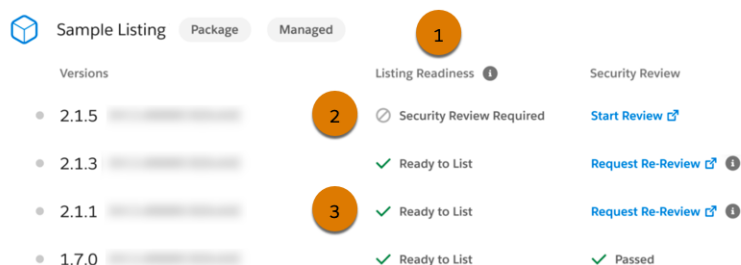 Sample Listing Package Managed
1
Versions Listing Readiness Security Review
2.1.5 2 Security Review Required Start Review
2.1.3 Ready to List Request Re-Review
2.1.1 3 Ready to List Request Re-Review
1.7.0 Ready to List Passed